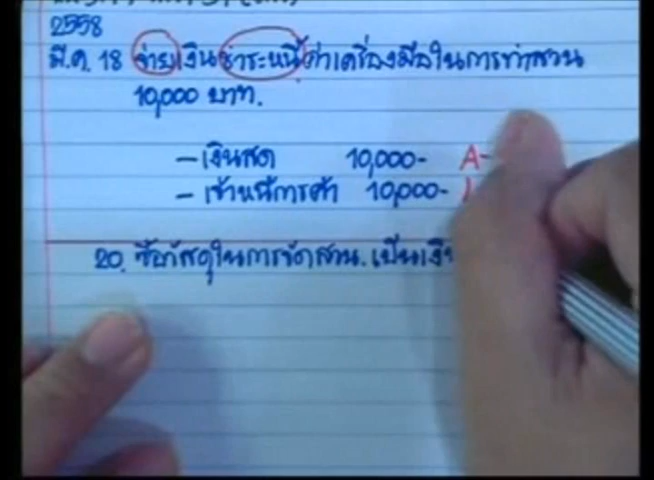 2558
มี.ค. 18 จ่ายเงินชำระหนี้ค่าเครื่องมือในการทำสวน
10,000 บาท.
- เงินสด 10,000- A-
- เจ้าหนี้การค้า 10,000-
20. ซื้อวัสดุในการจัดสวน. เป็นเงิน